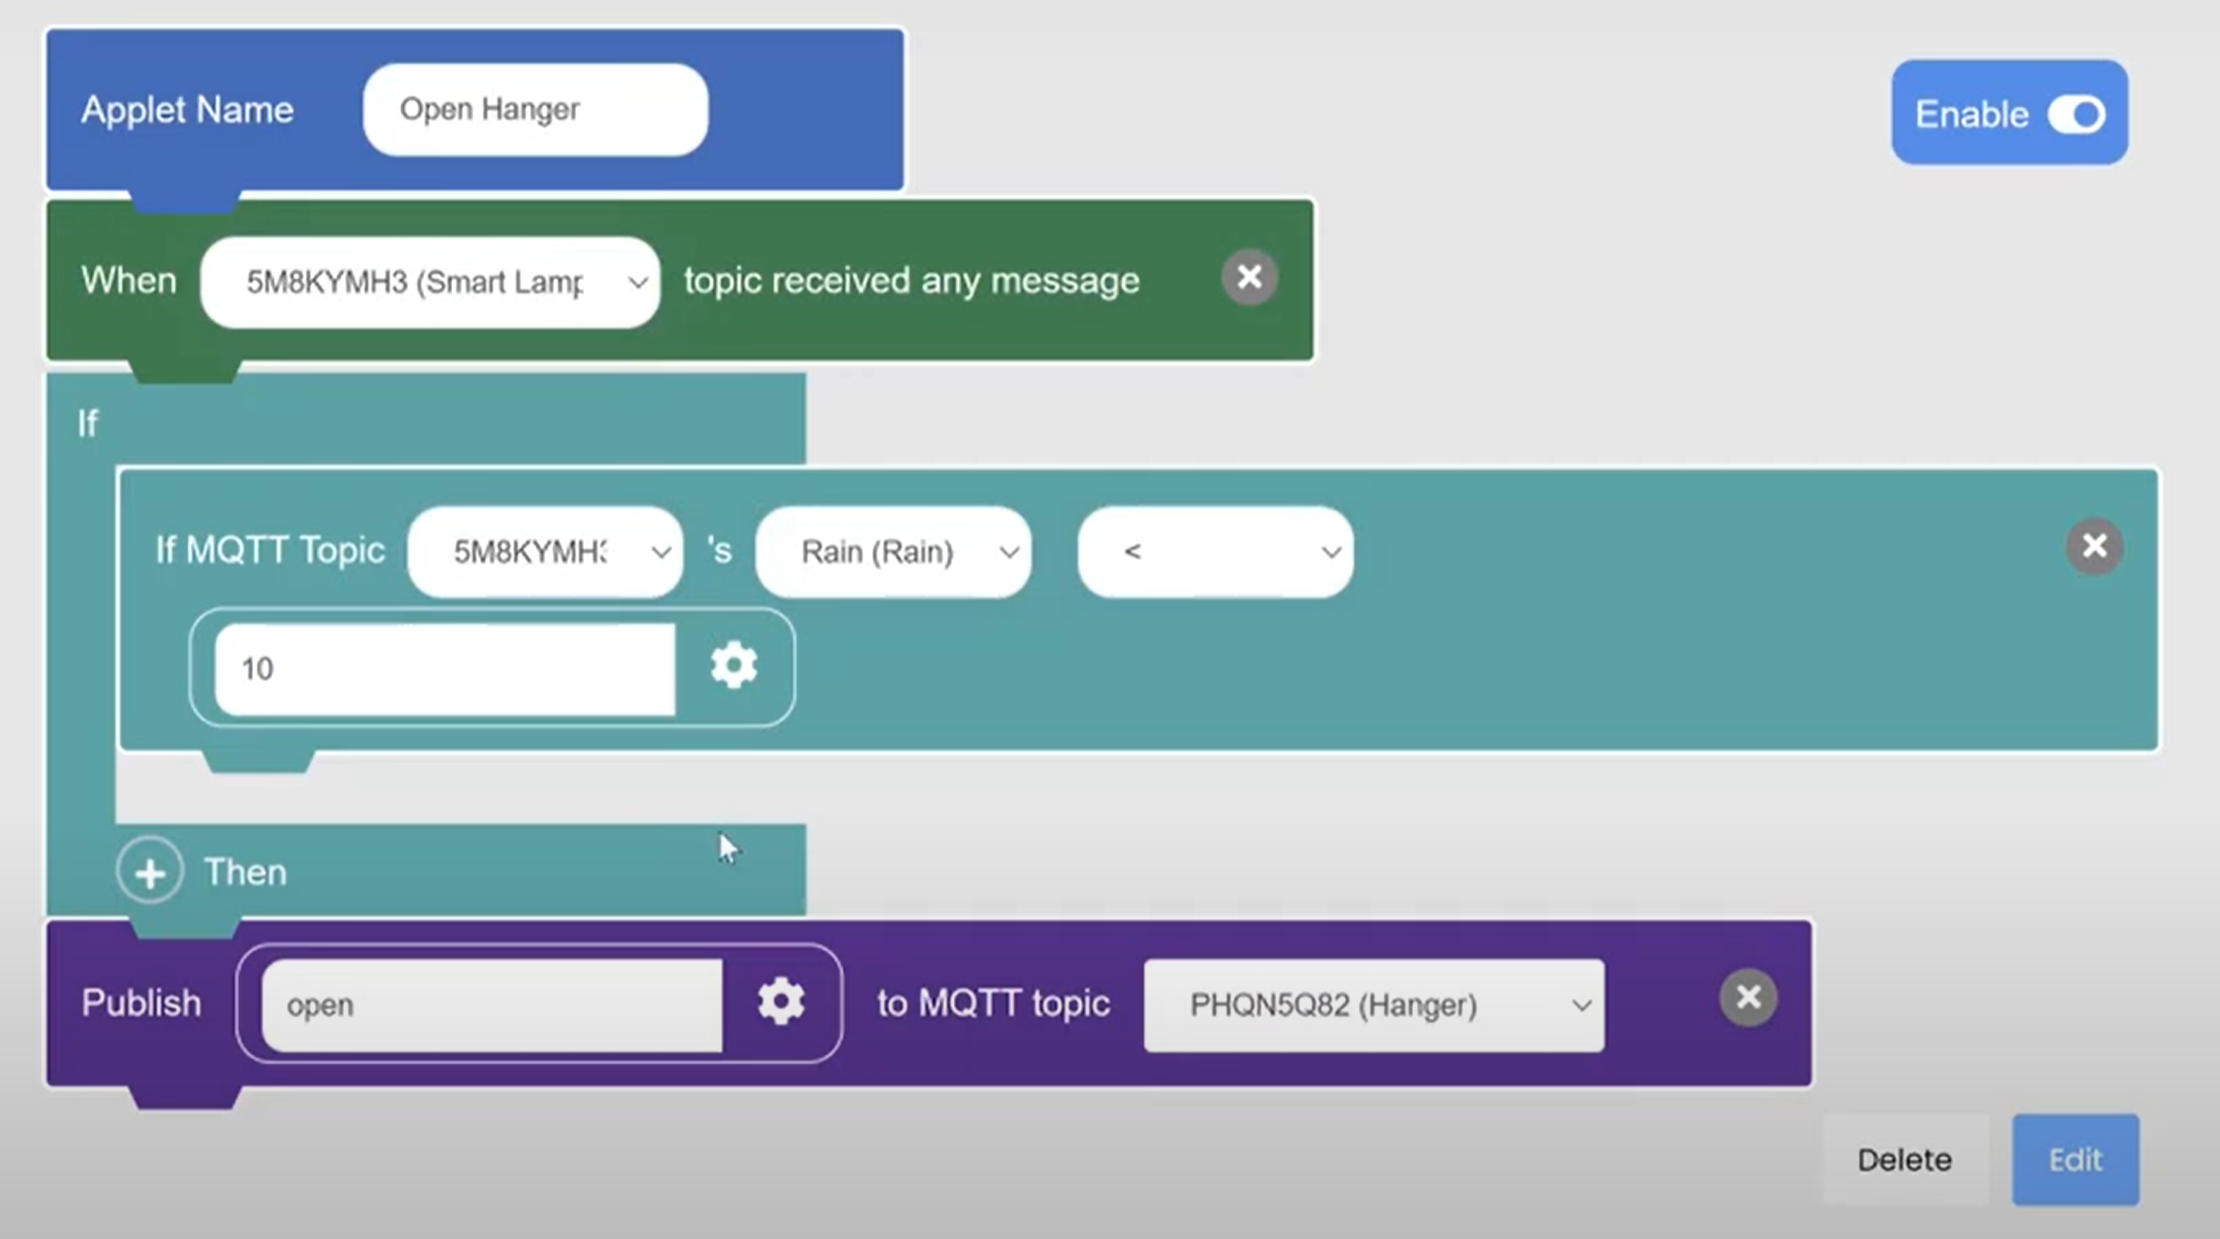 Applet Name Open Hanger
Enable
When 5M8KYMH3 (Smart Lamp topic received any message
If
If MQTT Topic 5M8KYMH3 's Rain (Rain) <
10
Then
Publish open to MQTT topic PHQN5Q82 (Hanger)
Delete Edit